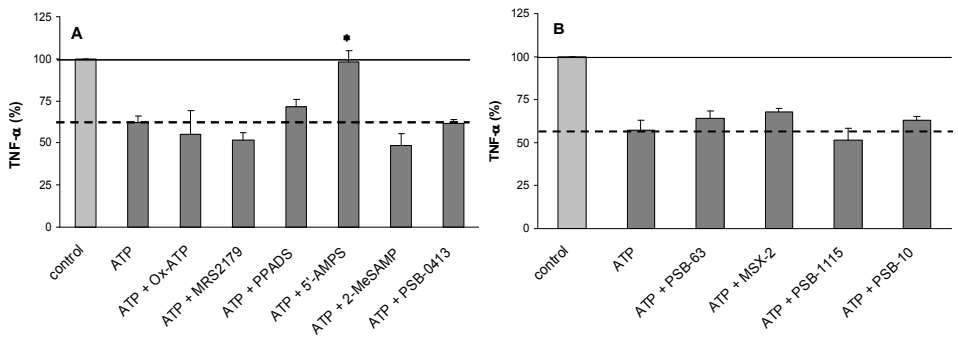 A
TNF-α (%)
125
100
75
50
25
0
*
control
ATP
ATP + Ox-ATP
ATP + MRS2179
ATP + PPADS
ATP + 5'-AMPS
ATP + 2-MeSAMP
ATP + PSB-0413
B
TNF-α (%)
125
100
75
50
25
0
control
ATP
ATP + PSB-63
ATP + MSX-2
ATP + PSB-1115
ATP + PSB-10